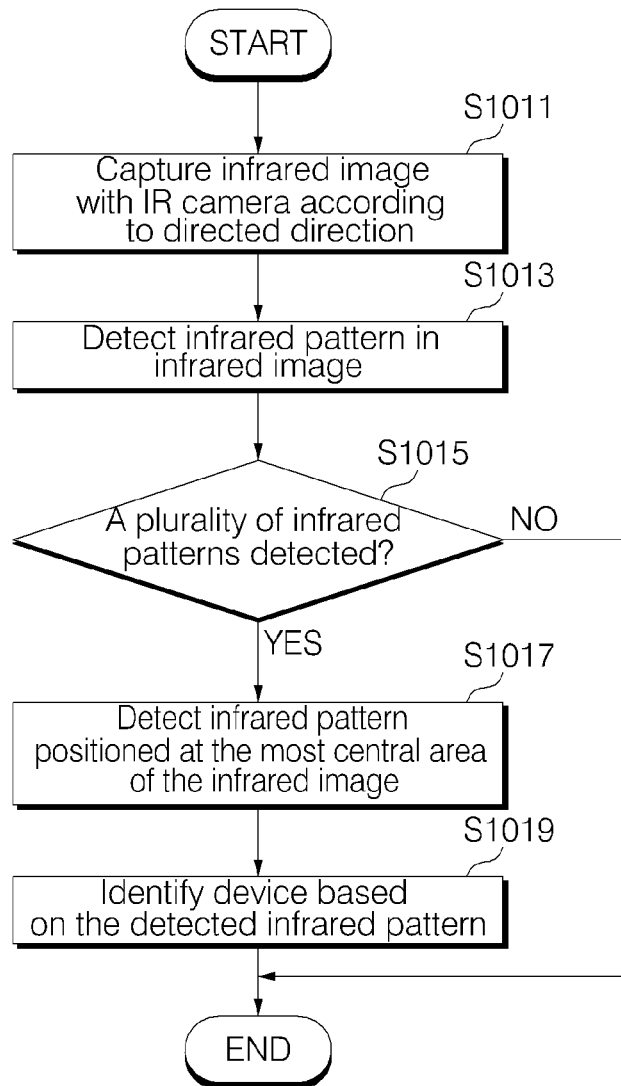 START
S1011
Capture infrared image
with IR camera according
to directed direction
S1013
Detect infrared pattern in
infrared image
S1015
A plurality of infrared
patterns detected?
NO
YES
S1017
Detect infrared pattern
positioned at the most central area
of the infrared image
S1019
Identify device based
on the detected infrared pattern
END